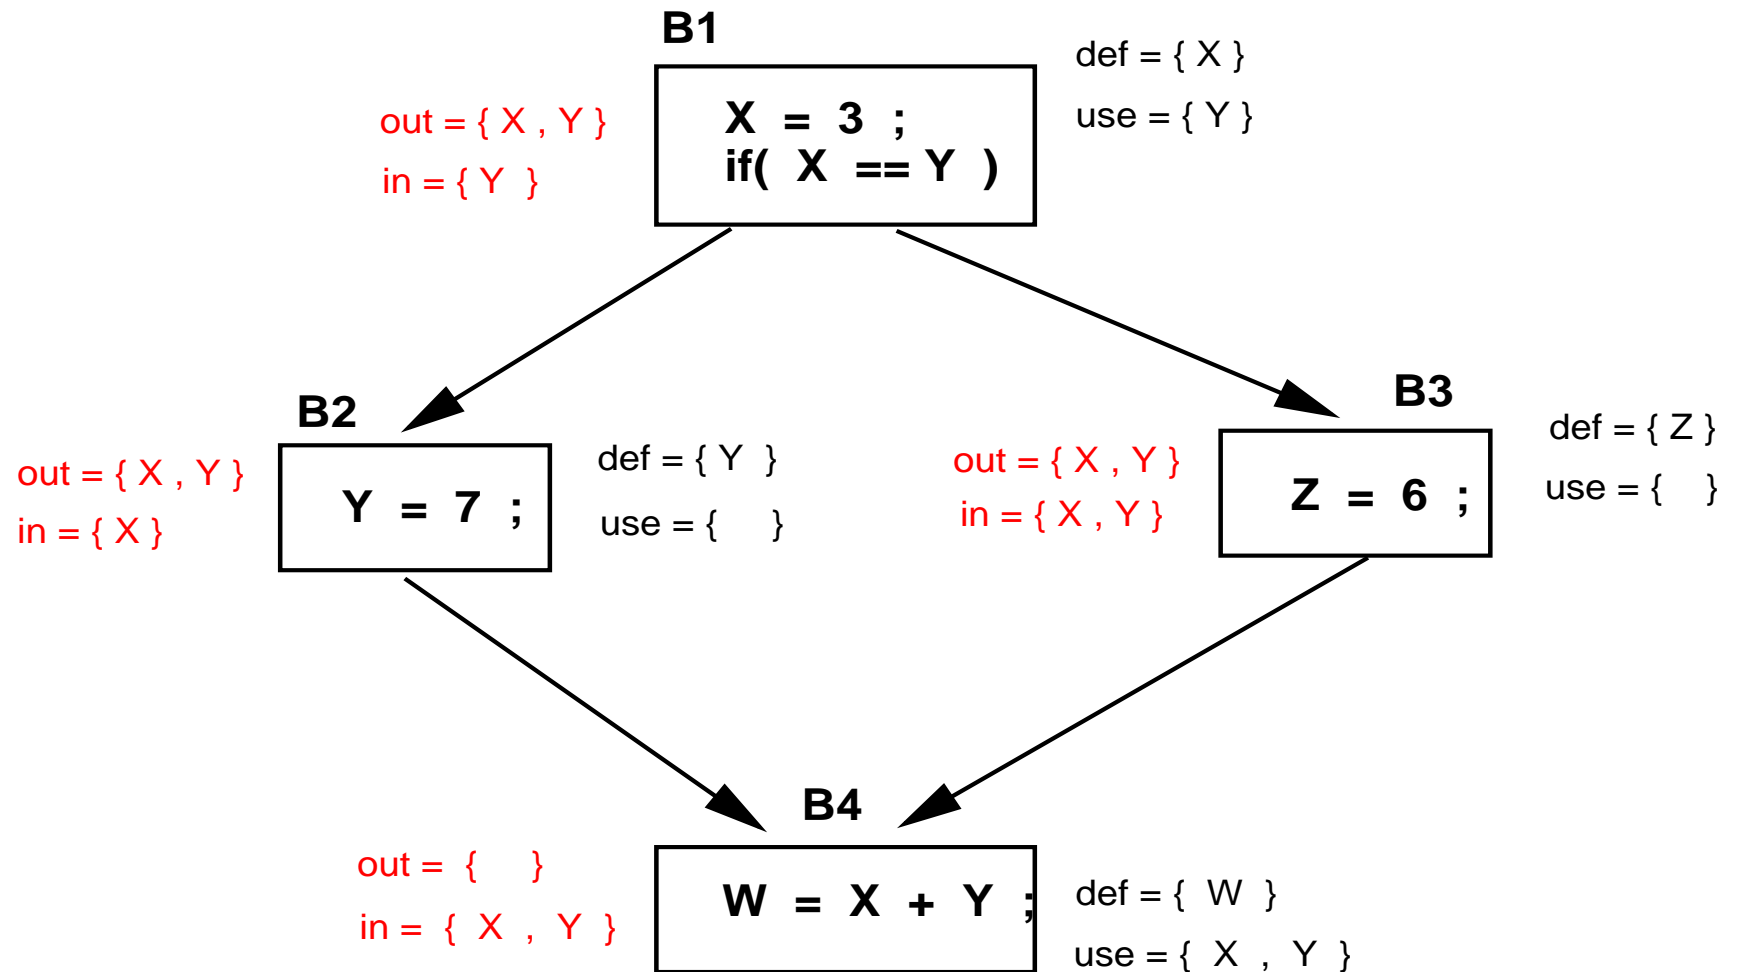 B1
def = { X }
use = { Y }
out = { X , Y }
in = { Y }
X = 3 ;
if( X == Y )
B2
out = { X , Y }
in = { X }
Y = 7 ;
def = { Y }
use = { }
B3
out = { X , Y }
in = { X , Y }
Z = 6 ;
def = { Z }
use = { }
B4
out = { }
in = { X , Y }
W = X + Y ;
def = { W }
use = { X , Y }